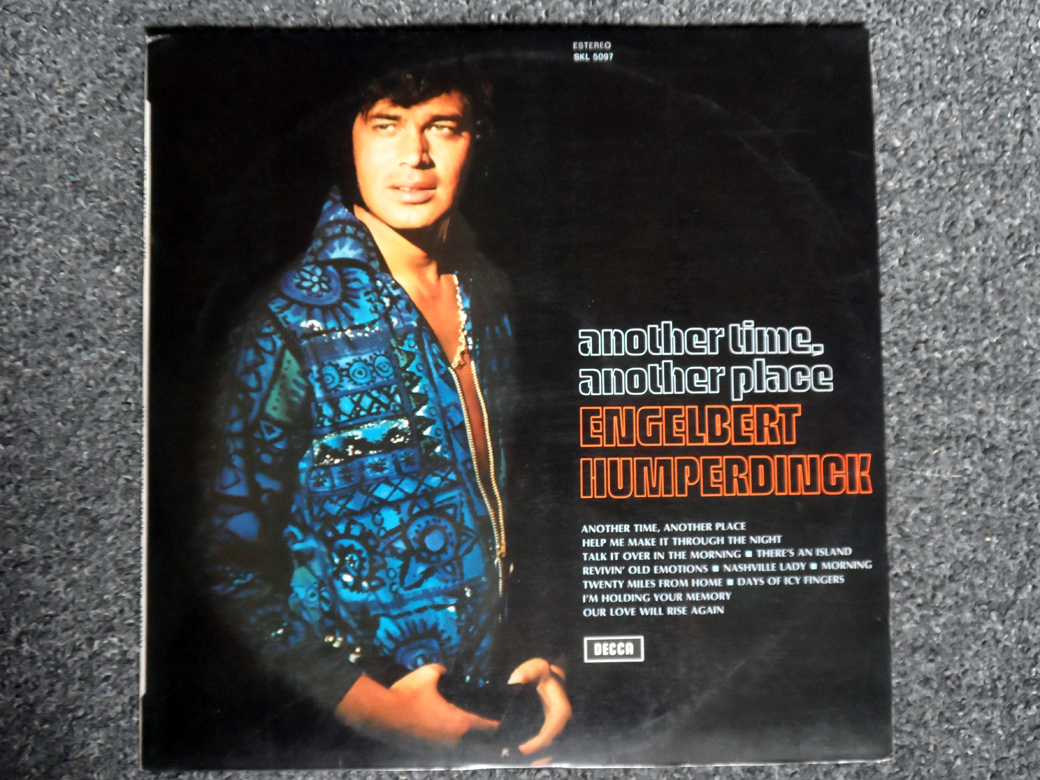 ESTEREO
SKL 5097
another time,
another place
ENGELBERT
HUMPERDINCK
ANOTHER TIME, ANOTHER PLACE
HELP ME MAKE IT THROUGH THE NIGHT
TALK IT OVER IN THE MORNING ■ THERE'S AN ISLAND
REVIVIN' OLD EMOTIONS ■ NASHVILLE LADY ■ MORNING
TWENTY MILES FROM HOME ■ DAYS OF ICY FINGERS
I'M HOLDING YOUR MEMORY
OUR LOVE WILL RISE AGAIN
DECCA